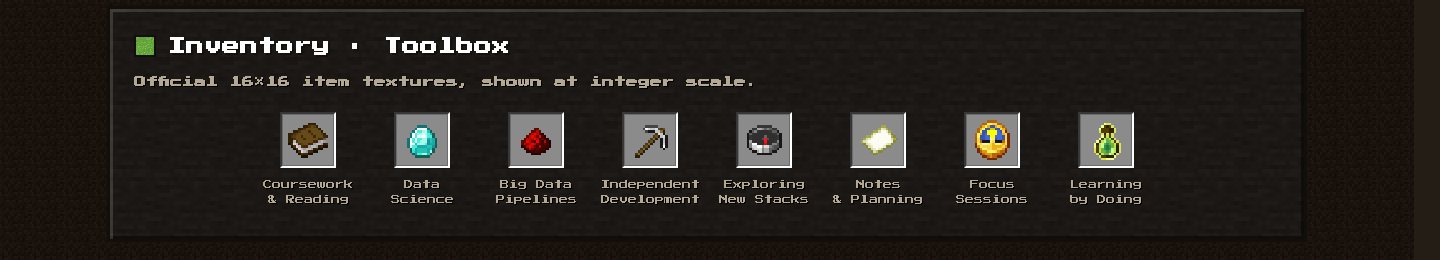 Inventory · Toolbox
Official 16×16 item textures, shown at integer scale.
Coursework
& Reading
Data
Science
Big Data
Pipelines
Independent
Development
Exploring
New Stacks
Notes
& Planning
Focus
Sessions
Learning
by Doing